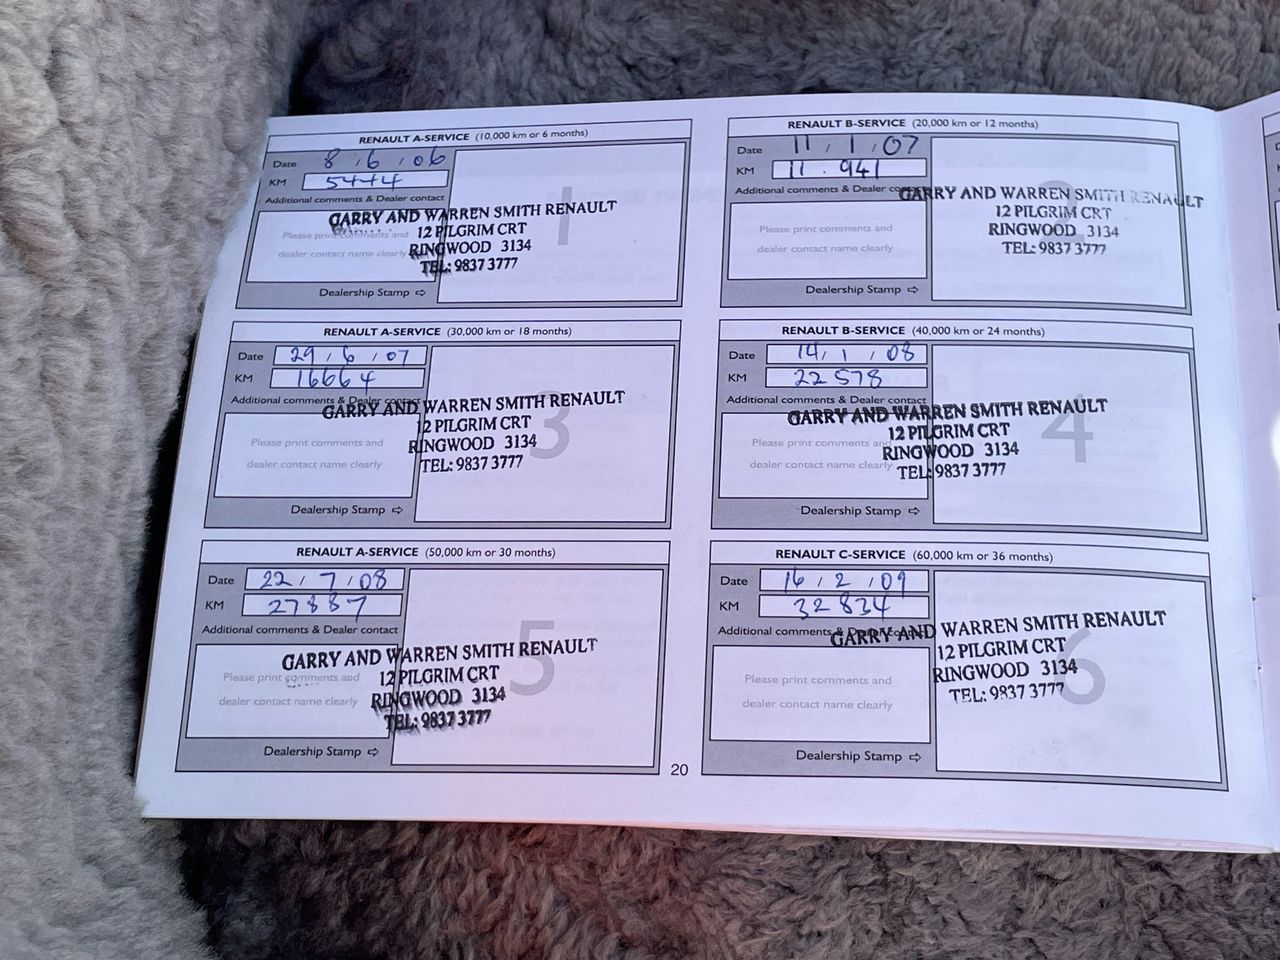 RENAULT A-SERVICE (10,000 km or 6 months)
Date 8 / 6 / 06
KM 5444
Additional comments & Dealer contact
Please print comments and
dealer contact name clearly
GARRY AND WARREN SMITH RENAULT
12 PILGRIM CRT
RINGWOOD 3134
TEL: 9837 3777
Dealership Stamp ⇨
1
RENAULT B-SERVICE (20,000 km or 12 months)
Date 11 / 1 / 07
KM 11.941
Additional comments & Dealer contact
Please print comments and
dealer contact name clearly
GARRY AND WARREN SMITH RENAULT
12 PILGRIM CRT
RINGWOOD 3134
TEL: 9837 3777
Dealership Stamp ⇨
2
RENAULT A-SERVICE (30,000 km or 18 months)
Date 29 / 6 / 07
KM 16664
Additional comments & Dealer contact
Please print comments and
dealer contact name clearly
GARRY AND WARREN SMITH RENAULT
12 PILGRIM CRT
RINGWOOD 3134
TEL: 9837 3777
Dealership Stamp ⇨
3
RENAULT B-SERVICE (40,000 km or 24 months)
Date 14 / 1 / 08
KM 22578
Additional comments & Dealer contact
Please print comments and
dealer contact name clearly
GARRY AND WARREN SMITH RENAULT
12 PILGRIM CRT
RINGWOOD 3134
TEL: 9837 3777
Dealership Stamp ⇨
4
RENAULT A-SERVICE (50,000 km or 30 months)
Date 22 / 7 / 08
KM 27887
Additional comments & Dealer contact
Please print comments and
dealer contact name clearly
GARRY AND WARREN SMITH RENAULT
12 PILGRIM CRT
RINGWOOD 3134
TEL: 9837 3777
Dealership Stamp ⇨
5
RENAULT C-SERVICE (60,000 km or 36 months)
Date 16 / 2 / 09
KM 32834
Additional comments & Dealer contact
Please print comments and
dealer contact name clearly
GARRY AND WARREN SMITH RENAULT
12 PILGRIM CRT
RINGWOOD 3134
TEL: 9837 3777
Dealership Stamp ⇨
6
20